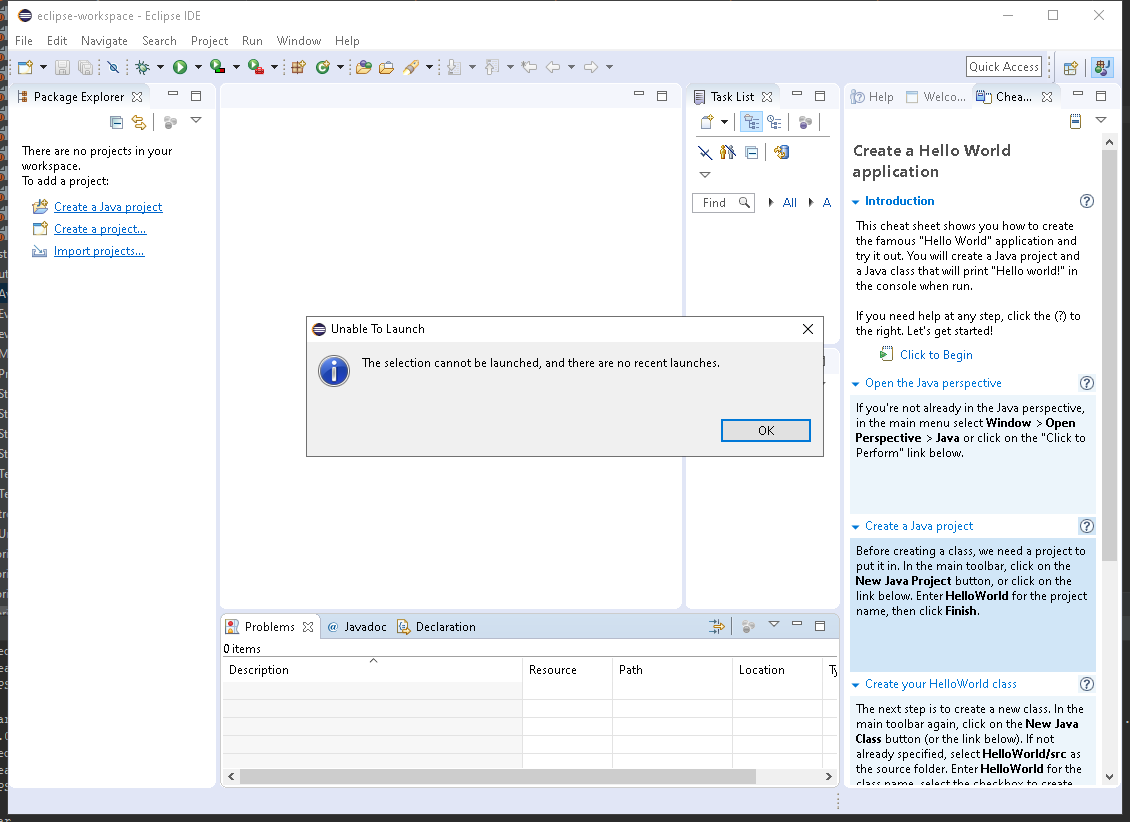 eclipse-workspace - Eclipse IDE
File Edit Navigate Search Project Run Window Help
Quick Access
Package Explorer
There are no projects in your
workspace.
To add a project:
Create a Java project
Create a project...
Import projects...
Task List
Find All A
Help Welco... Chea...
Create a Hello World
application
Introduction
This cheat sheet shows you how to create
the famous "Hello World" application and
try it out. You will create a Java project and
a Java class that will print "Hello world!" in
the console when run.
If you need help at any step, click the (?) to
the right. Let's get started!
Click to Begin
Open the Java perspective
If you're not already in the Java perspective,
in the main menu select Window > Open
Perspective > Java or click on the "Click to
Perform" link below.
Create a Java project
Before creating a class, we need a project to
put it in. In the main toolbar, click on the
New Java Project button, or click on the
link below. Enter HelloWorld for the project
name, then click Finish.
Create your HelloWorld class
The next step is to create a new class. In the
main toolbar again, click on the New Java
Class button (or the link below). If not
already specified, select HelloWorld/src as
the source folder. Enter HelloWorld for the
class name, select the checkbox to create
Unable To Launch
The selection cannot be launched, and there are no recent launches.
OK
Problems @ Javadoc Declaration
0 items
Description Resource Path Location Ty